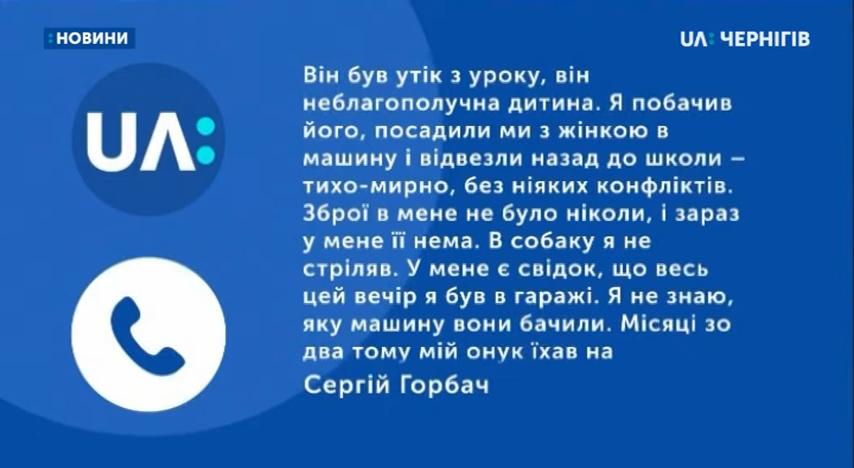 НОВИНИ
UA: ЧЕРНІГІВ
UA:
Він був утік з уроку, він
неблагополучна дитина. Я побачив
його, посадили ми з жінкою в
машину і відвезли назад до школи –
тихо-мирно, без ніяких конфліктів.
Зброї в мене не було ніколи, і зараз
у мене її нема. В собаку я не
стріляв. У мене є свідок, що весь
цей вечір я був в гаражі. Я не знаю,
яку машину вони бачили. Місяці зо
два тому мій онук їхав на
Сергій Горбач